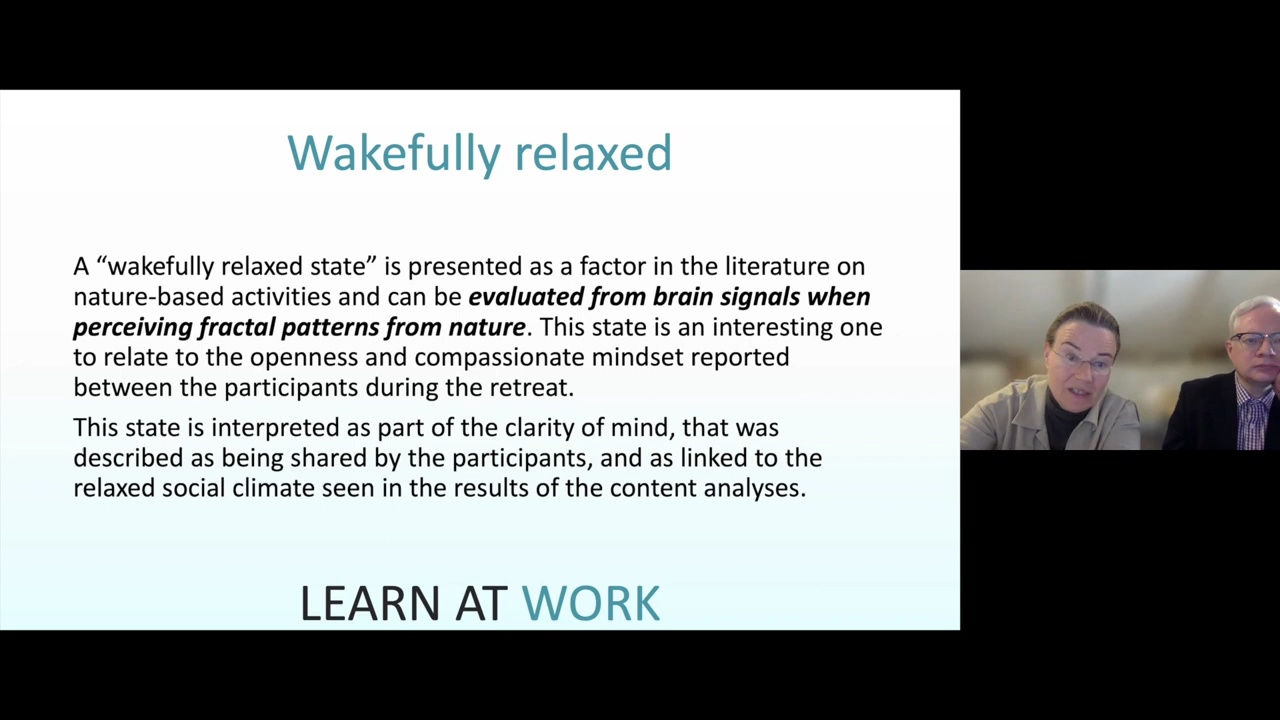 Wakefully relaxed
A “wakefully relaxed state” is presented as a factor in the literature on
nature-based activities and can be evaluated from brain signals when
perceiving fractal patterns from nature. This state is an interesting one
to relate to the openness and compassionate mindset reported
between the participants during the retreat.
This state is interpreted as part of the clarity of mind, that was
described as being shared by the participants, and as linked to the
relaxed social climate seen in the results of the content analyses.
LEARN AT WORK